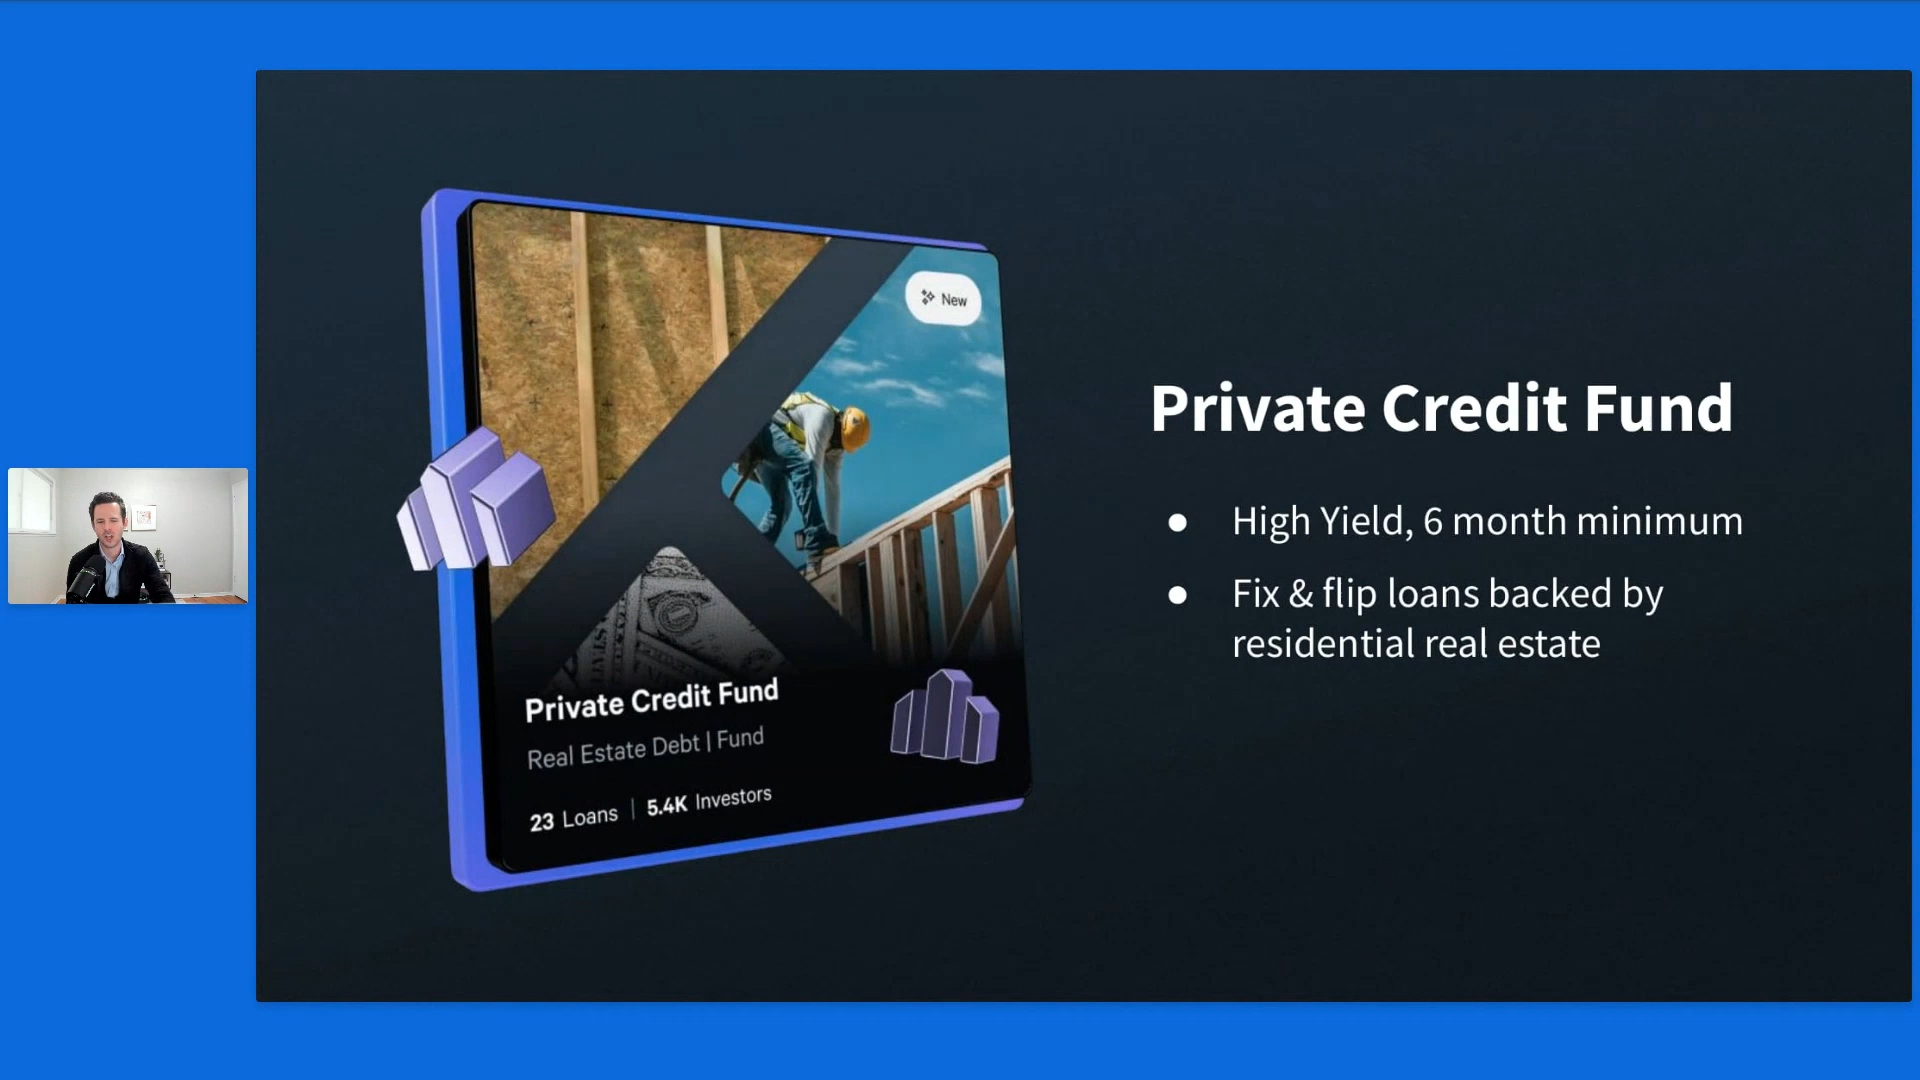 New
Private Credit Fund
Real Estate Debt | Fund
23 Loans | 5.4K Investors
Private Credit Fund
● High Yield, 6 month minimum
● Fix & flip loans backed by
residential real estate